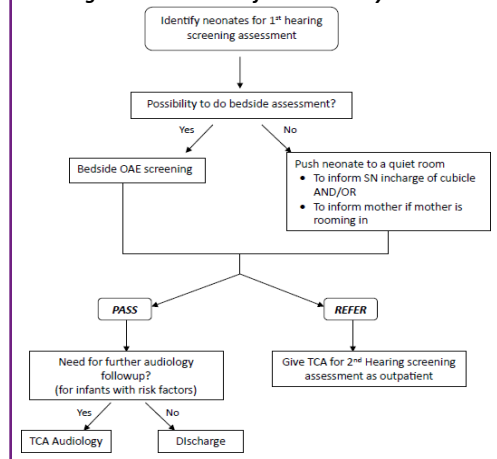 Identify neonates for 1st hearing
screening assessment
Possibility to do bedside assessment?
Yes
No
Bedside OAE screening
Push neonate to a quiet room
• To inform SN incharge of cubicle
AND/OR
• To inform mother if mother is
rooming in
PASS
REFER
Need for further audiology
followup?
(for infants with risk factors)
Give TCA for 2nd Hearing screening
assessment as outpatient
Yes
No
TCA Audiology
DIscharge